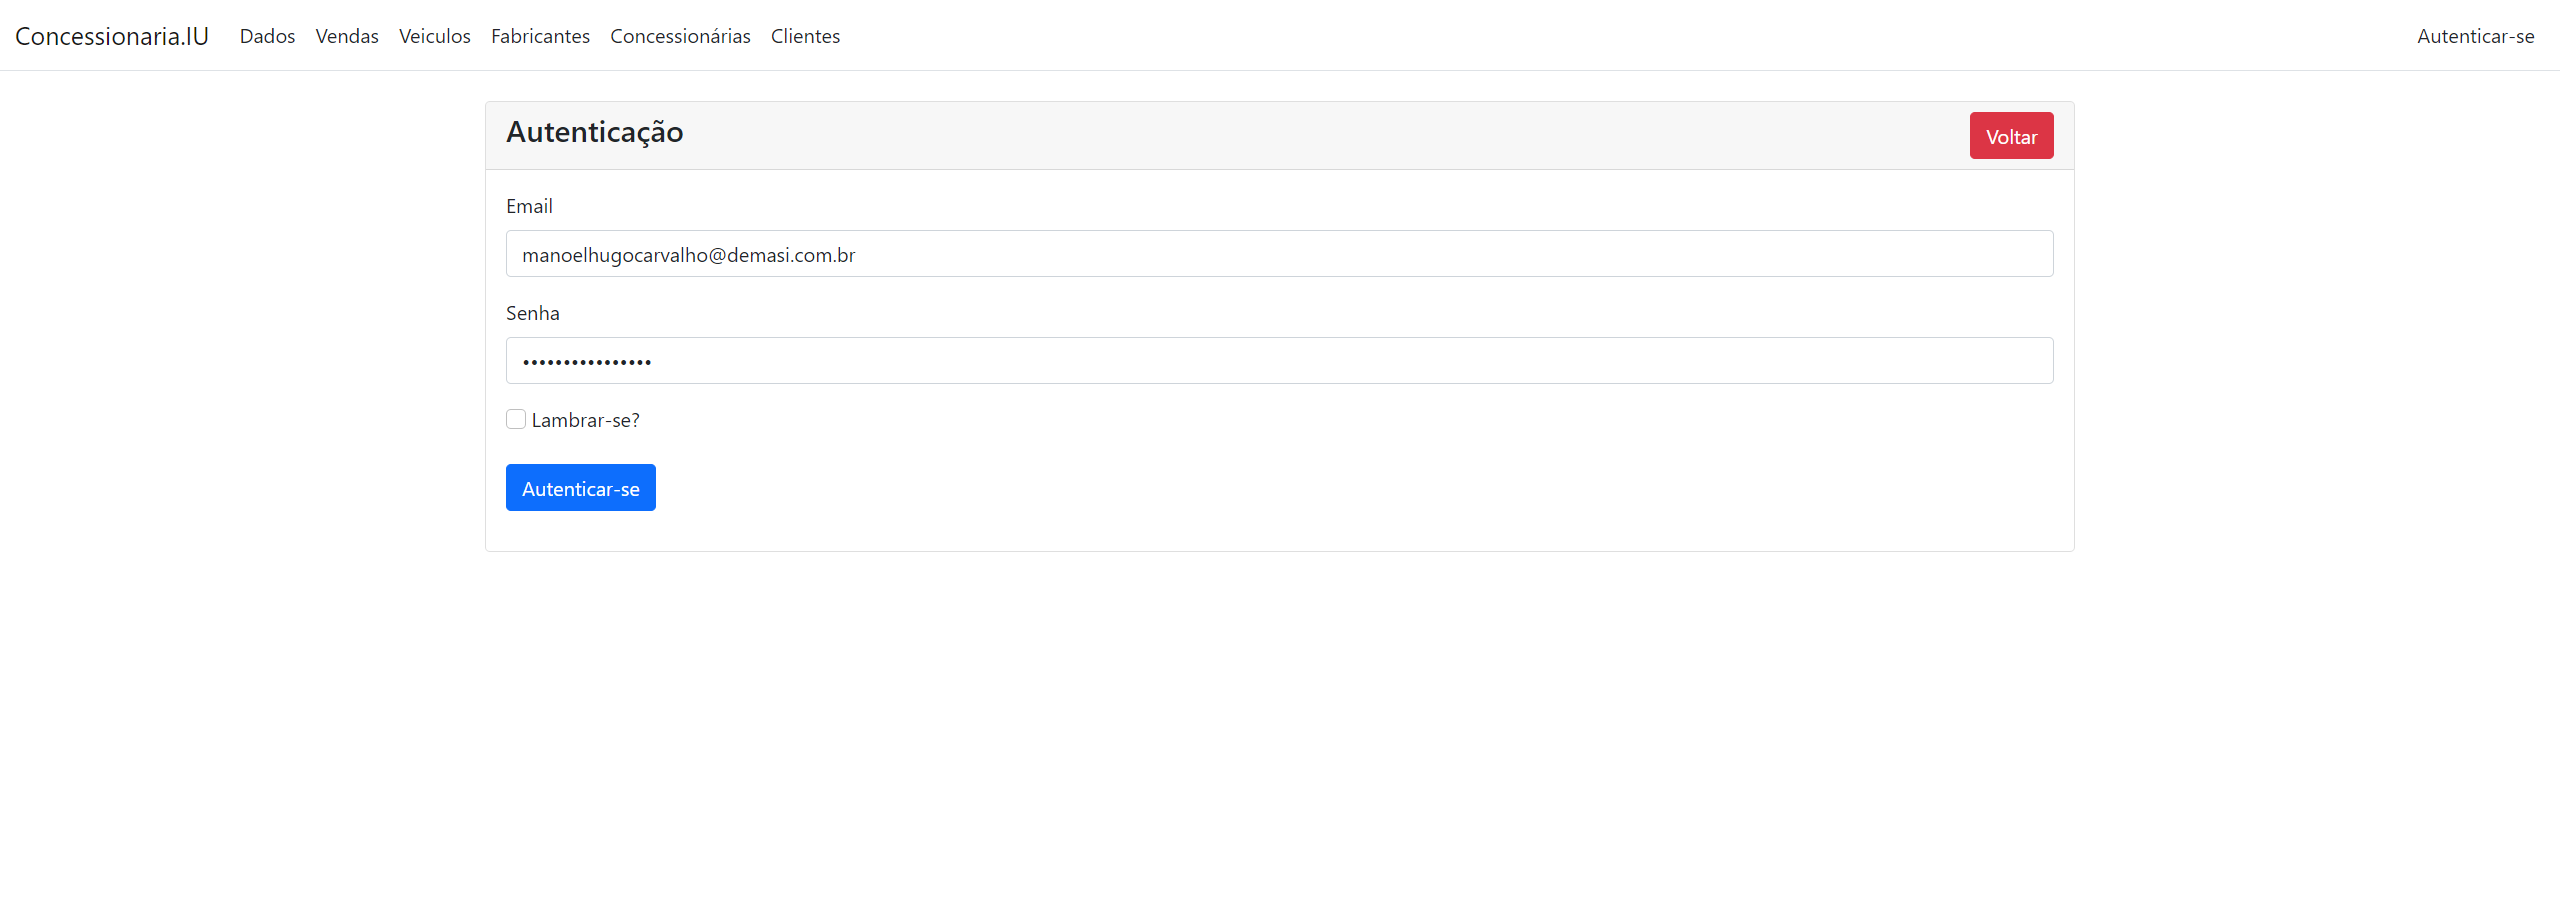 Concessionaria.IU Dados Vendas Veiculos Fabricantes Concessionárias Clientes Autenticar-se
Autenticação Voltar
Email
manoelhugocarvalho@demasi.com.br
Senha
••••••••••••••••
Lambrar-se?
Autenticar-se